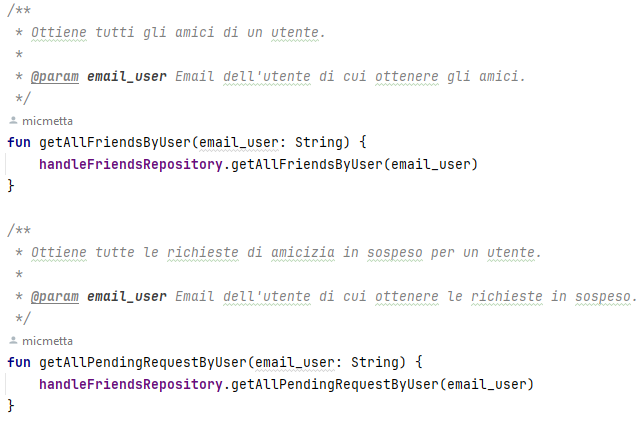 /**
 * Ottiene tutti gli amici di un utente.
 *
 * @param email_user Email dell'utente di cui ottenere gli amici.
 */
micmetta
fun getAllFriendsByUser(email_user: String) {
    handleFriendsRepository.getAllFriendsByUser(email_user)
}
/**
 * Ottiene tutte le richieste di amicizia in sospeso per un utente.
 *
 * @param email_user Email dell'utente di cui ottenere le richieste in sospeso.
 */
micmetta
fun getAllPendingRequestByUser(email_user: String) {
    handleFriendsRepository.getAllPendingRequestByUser(email_user)
}